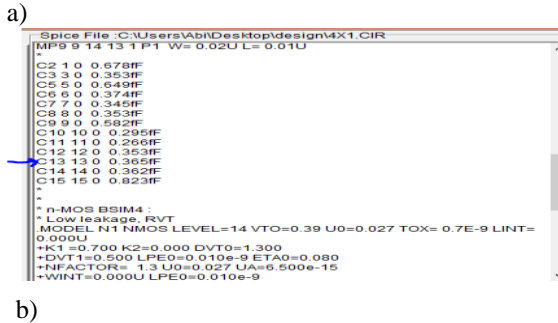 a)
Spice File :C:\Users\Abi\Desktop\design\4X1.CIR
MP9 9 14 13 1 P1 W= 0.02U L= 0.01U
*
C2 1 0 0.678fF
C3 3 0 0.353fF
C5 5 0 0.649fF
C6 6 0 0.374fF
C7 7 0 0.345fF
C8 8 0 0.353fF
C9 9 0 0.582fF
C10 10 0 0.295fF
C11 11 0 0.266fF
C12 12 0 0.353fF
C13 13 0 0.365fF
C14 14 0 0.362fF
C15 15 0 0.823fF
*
*
* n-MOS BSIM4 :
* Low leakage, RVT
.MODEL N1 NMOS LEVEL=14 VTO=0.39 U0=0.027 TOX= 0.7E-9 LINT=
0.000U
+K1 =0.700 K2=0.000 DVT0=1.300
+DVT1=0.500 LPE0=0.010e-9 ETA0=0.080
+NFACTOR= 1.3 U0=0.027 UA=6.500e-15
+WINT=0.000U LPE0=0.010e-9
b)